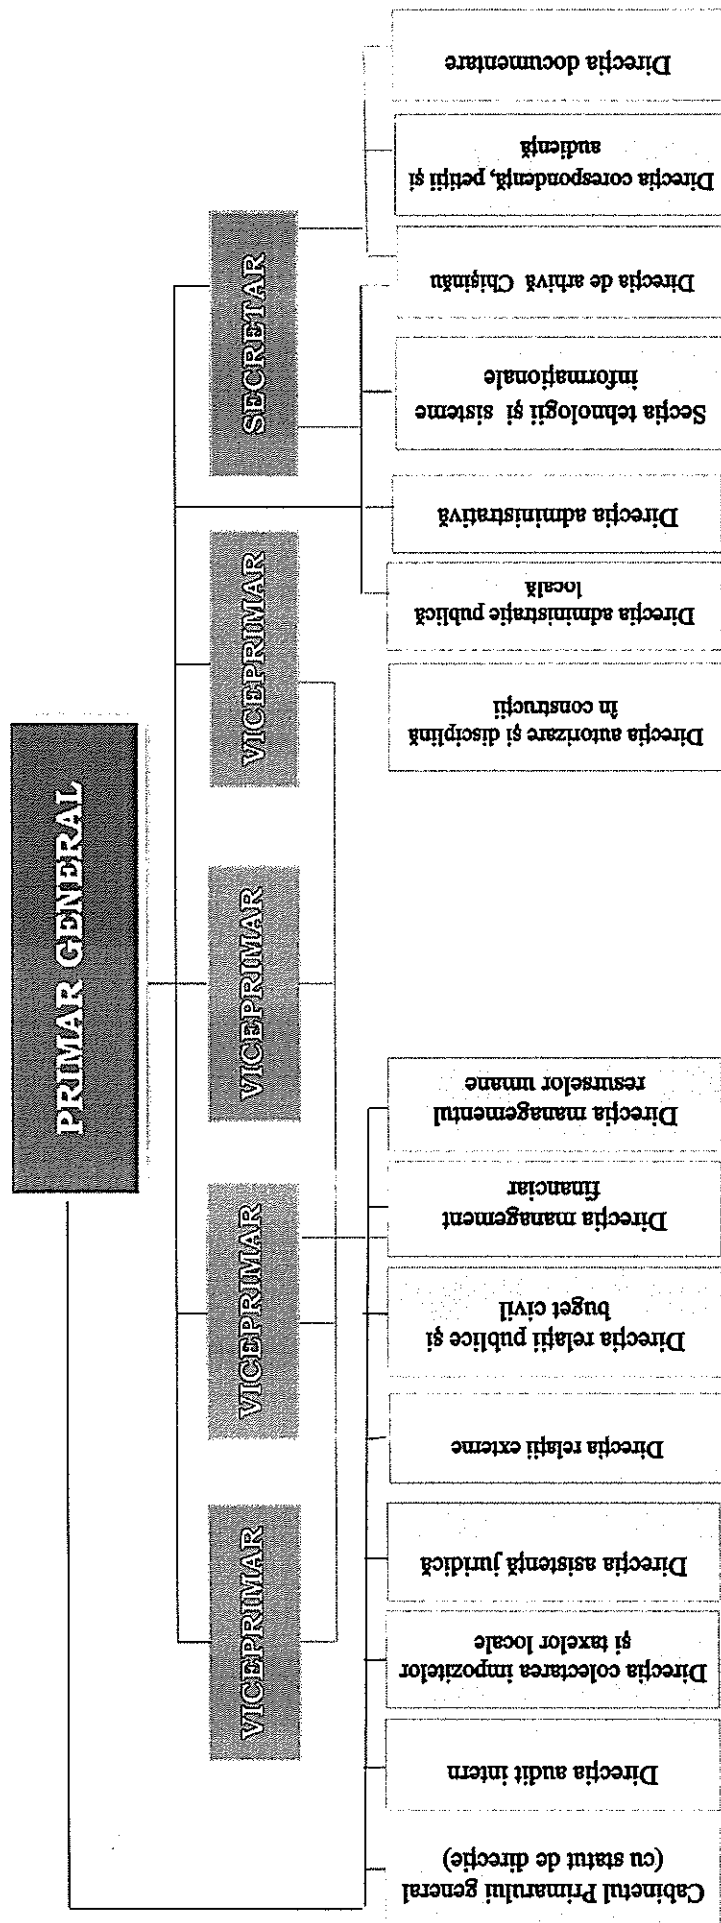 PRIMAR GENERAL
VICEPRIMAR
VICEPRIMAR
VICEPRIMAR
VICEPRIMAR
SECRETAR
Cabinetul Primarului general
(cu statut de direcție)
Direcția audit intern
Direcția colectarea impozitelor
și taxelor locale
Direcția asistență juridică
Direcția relații externe
Direcția relații publice și
buget civil
Direcția management
financiar
Direcția managementul
resurselor umane
Direcția autorizare și disciplină
în construcții
Direcția administrație publică
locală
Direcția administrativă
Secția tehnologii și sisteme
informaționale
Direcția de arhivă Chișinău
Direcția corespondență, petiții și
audiență
Direcția documentare